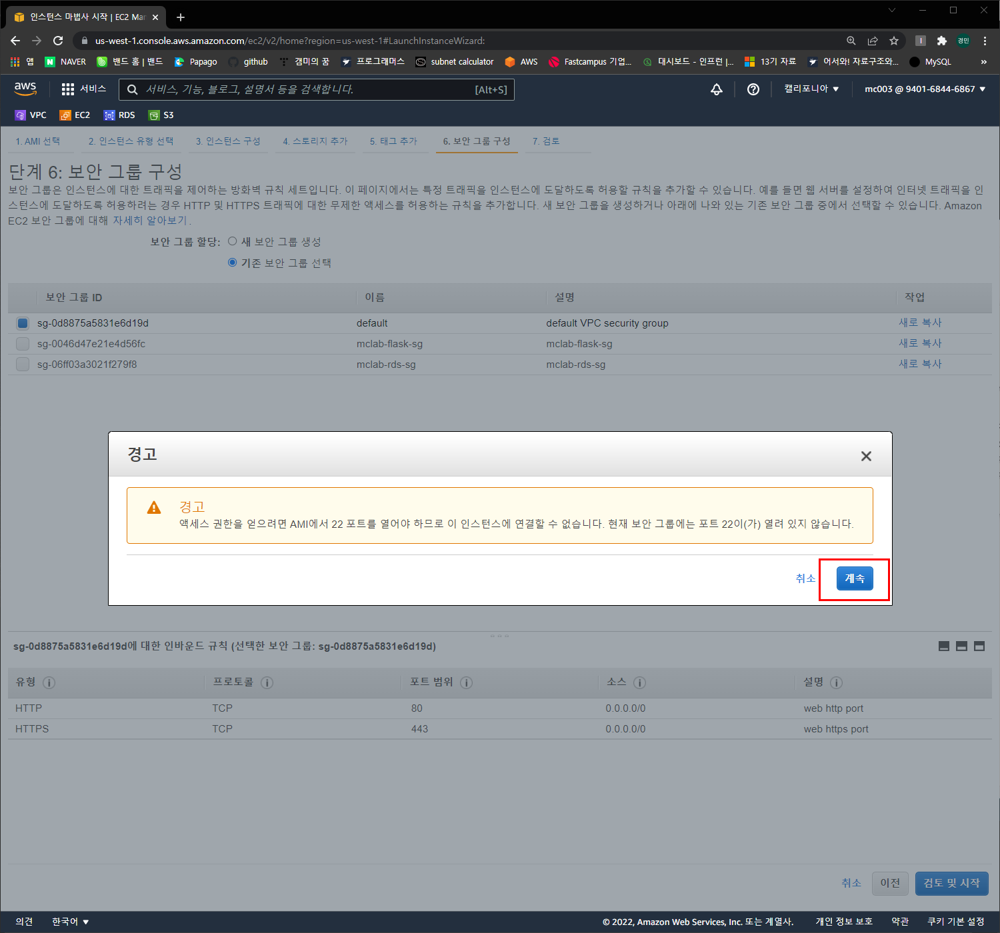 인스턴스 마법사 시작 | EC2 Mar
us-west-1.console.aws.amazon.com/ec2/v2/home?region=us-west-1#LaunchInstanceWizard:
경민
앱 NAVER 밴드 홈 | 밴드 Papago github 갬미의 꿈 프로그래머스 subnet calculator AWS Fastcampus 기업... 대시보드 - 인프런 |... 13기 자료 어서와! 자료구조와... MySQL »
aws 서비스 서비스, 기능, 블로그, 설명서 등을 검색합니다. [Alt+S] 캘리포니아 ▼ mc003 @ 9401-6844-6867 ▼
VPC EC2 RDS S3
1. AMI 선택 2. 인스턴스 유형 선택 3. 인스턴스 구성 4. 스토리지 추가 5. 태그 추가 6. 보안 그룹 구성 7. 검토
단계 6: 보안 그룹 구성
보안 그룹은 인스턴스에 대한 트래픽을 제어하는 방화벽 규칙 세트입니다. 이 페이지에서는 특정 트래픽을 인스턴스에 도달하도록 허용할 규칙을 추가할 수 있습니다. 예를 들면 웹 서버를 설정하여 인터넷 트래픽을 인
스턴스에 도달하도록 허용하려는 경우 HTTP 및 HTTPS 트래픽에 대한 무제한 액세스를 허용하는 규칙을 추가합니다. 새 보안 그룹을 생성하거나 아래에 나와 있는 기존 보안 그룹 중에서 선택할 수 있습니다. Amazon
EC2 보안 그룹에 대해 자세히 알아보기.
보안 그룹 할당: 새 보안 그룹 생성
기존 보안 그룹 선택
보안 그룹 ID 이름 설명 작업
sg-0d8875a5831e6d19d default default VPC security group 새로 복사
sg-0046d47e21e4d56fc mclab-flask-sg mclab-flask-sg 새로 복사
sg-06ff03a3021f279f8 mclab-rds-sg mclab-rds-sg 새로 복사
경고
경고
액세스 권한을 얻으려면 AMI에서 22 포트를 열어야 하므로 이 인스턴스에 연결할 수 없습니다. 현재 보안 그룹에는 포트 22이(가) 열려 있지 않습니다.
취소 계속
sg-0d8875a5831e6d19d에 대한 인바운드 규칙 (선택한 보안 그룹: sg-0d8875a5831e6d19d)
유형 프로토콜 포트 범위 소스 설명
HTTP TCP 80 0.0.0.0/0 web http port
HTTPS TCP 443 0.0.0.0/0 web https port
취소 이전 검토 및 시작
의견 한국어 ▼ © 2022, Amazon Web Services, Inc. 또는 계열사. 개인 정보 보호 약관 쿠키 기본 설정